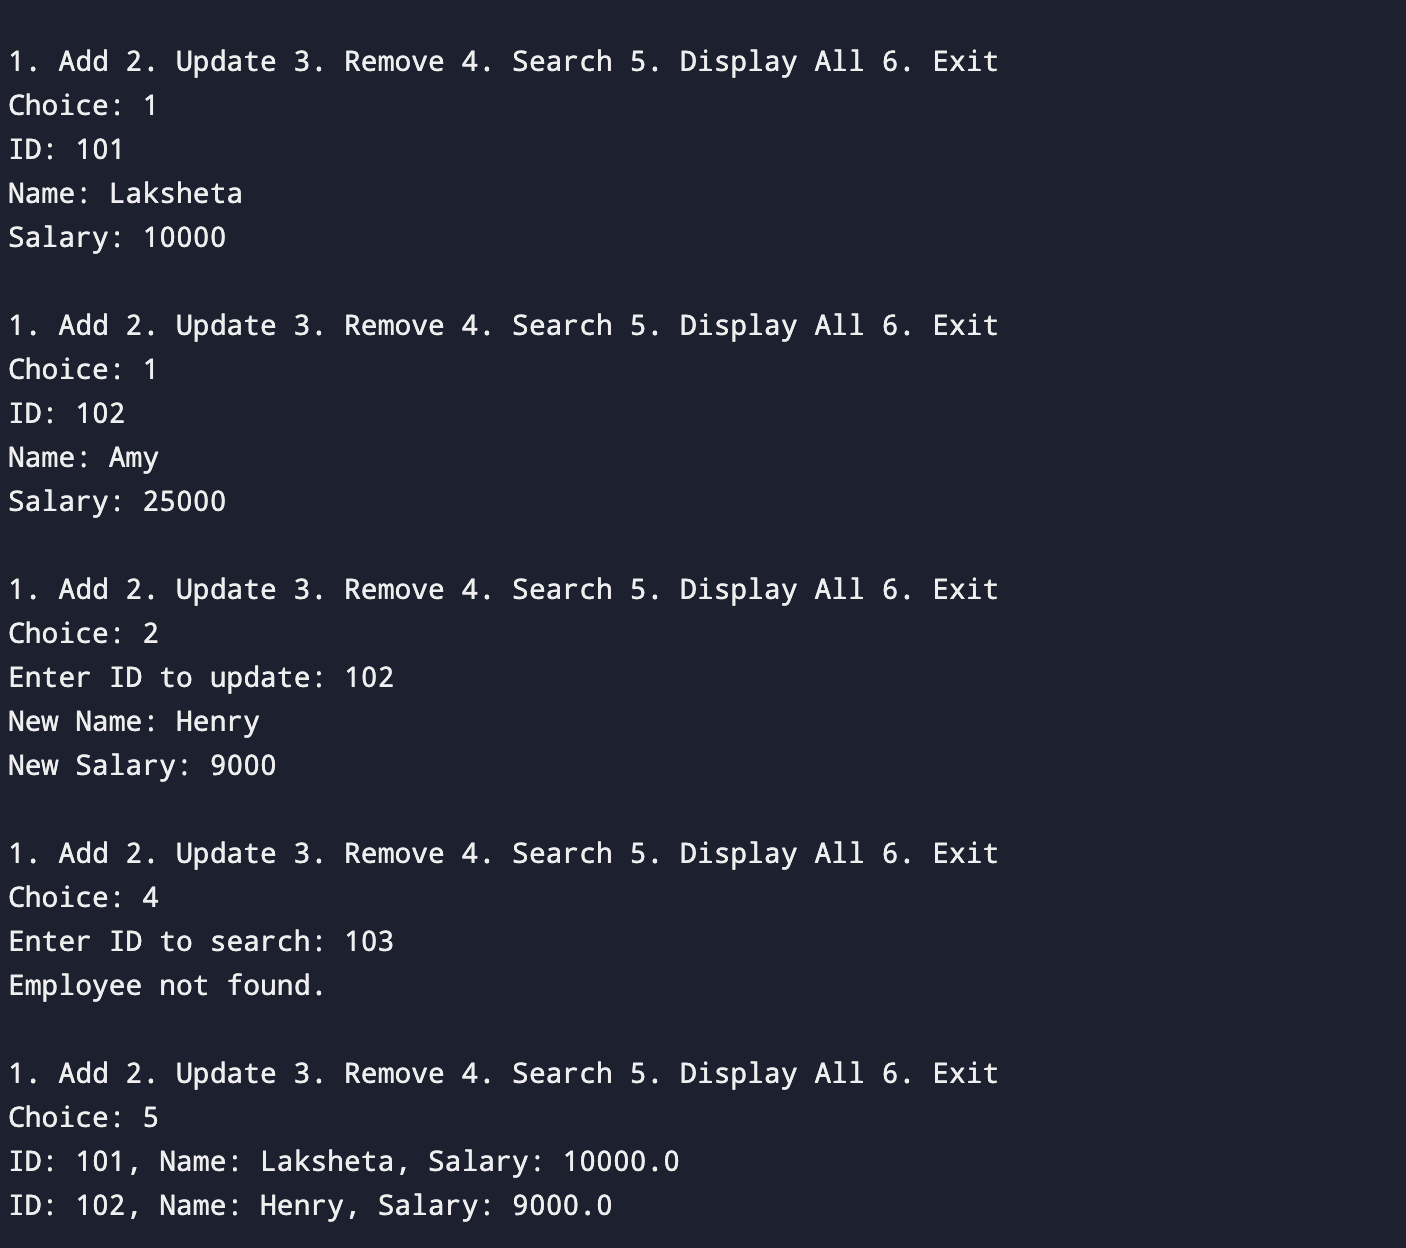 1. Add 2. Update 3. Remove 4. Search 5. Display All 6. Exit
Choice: 1
ID: 101
Name: Laksheta
Salary: 10000
1. Add 2. Update 3. Remove 4. Search 5. Display All 6. Exit
Choice: 1
ID: 102
Name: Amy
Salary: 25000
1. Add 2. Update 3. Remove 4. Search 5. Display All 6. Exit
Choice: 2
Enter ID to update: 102
New Name: Henry
New Salary: 9000
1. Add 2. Update 3. Remove 4. Search 5. Display All 6. Exit
Choice: 4
Enter ID to search: 103
Employee not found.
1. Add 2. Update 3. Remove 4. Search 5. Display All 6. Exit
Choice: 5
ID: 101, Name: Laksheta, Salary: 10000.0
ID: 102, Name: Henry, Salary: 9000.0